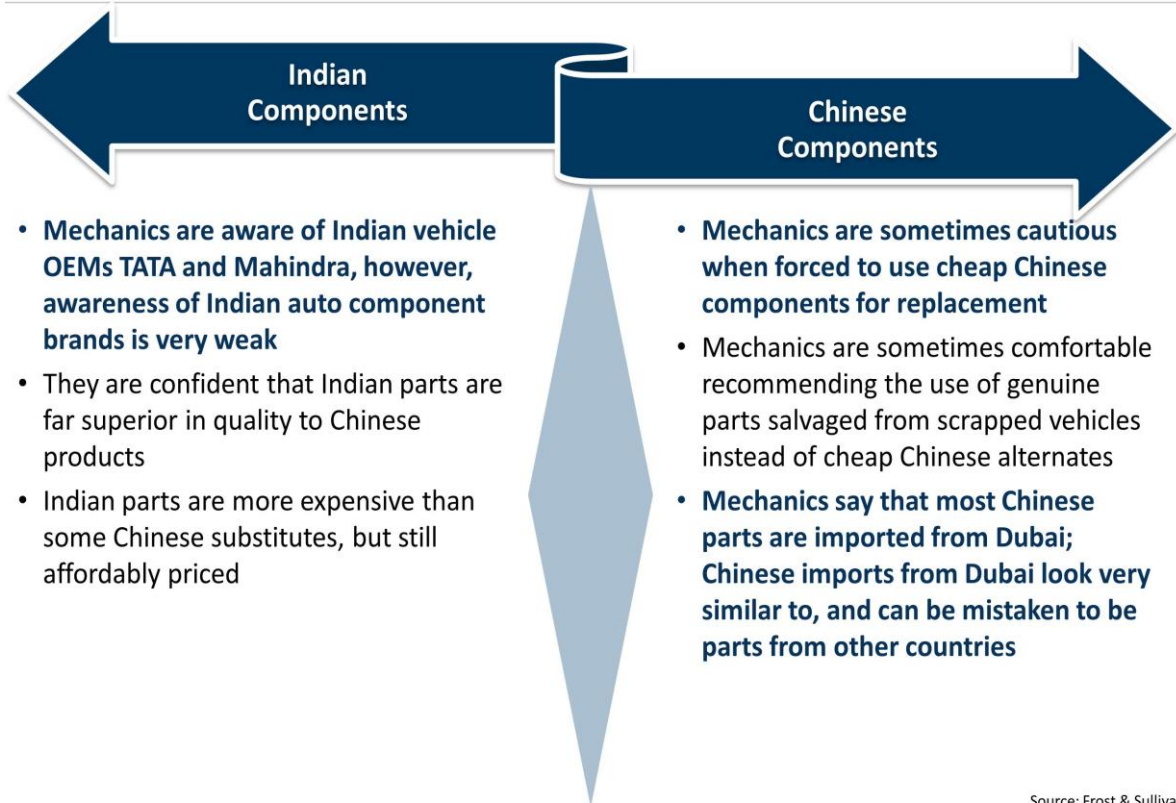 Indian
Components
Chinese
Components
• Mechanics are aware of Indian vehicle
OEMs TATA and Mahindra, however,
awareness of Indian auto component
brands is very weak
• They are confident that Indian parts are
far superior in quality to Chinese
products
• Indian parts are more expensive than
some Chinese substitutes, but still
affordably priced
• Mechanics are sometimes cautious
when forced to use cheap Chinese
components for replacement
• Mechanics are sometimes comfortable
recommending the use of genuine
parts salvaged from scrapped vehicles
instead of cheap Chinese alternates
• Mechanics say that most Chinese
parts are imported from Dubai;
Chinese imports from Dubai look very
similar to, and can be mistaken to be
parts from other countries
Source: Frost & Sulliva